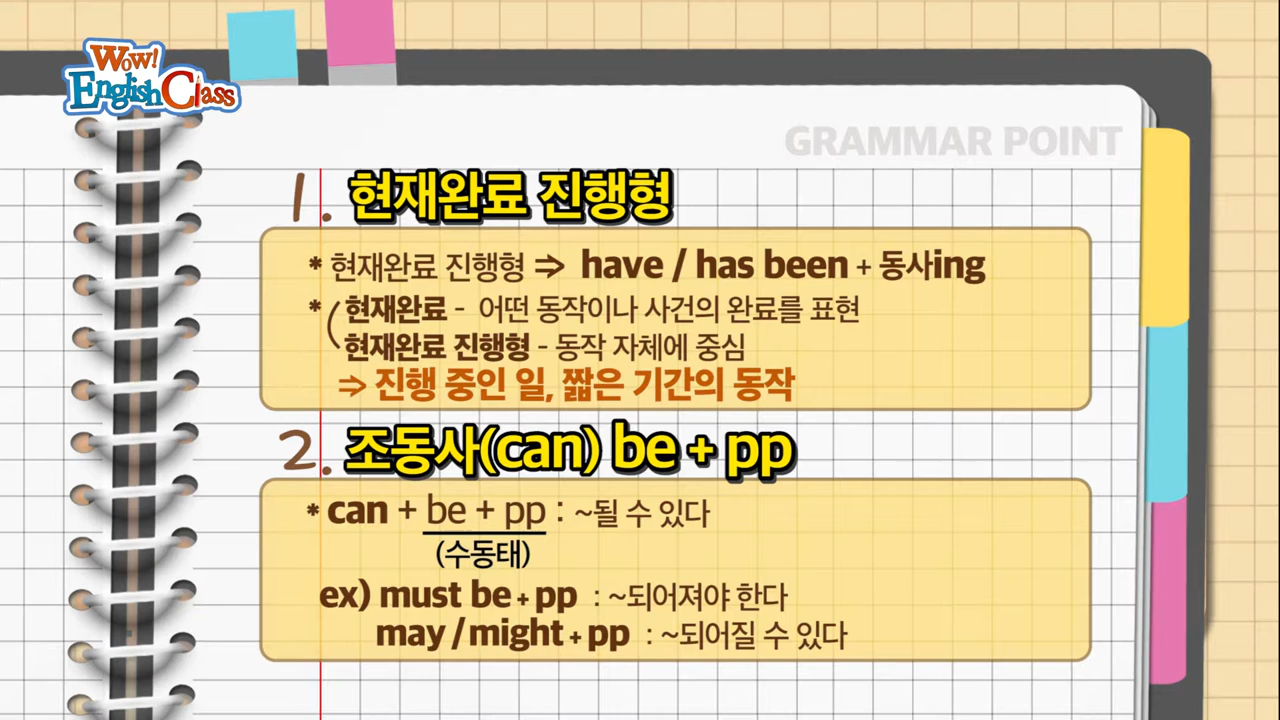 Wow!
English Class
GRAMMAR POINT
1. 현재완료 진행형
* 현재완료 진행형 ⇒ have / has been + 동사ing
* 현재완료 - 어떤 동작이나 사건의 완료를 표현
현재완료 진행형 - 동작 자체에 중심
⇒ 진행 중인 일, 짧은 기간의 동작
2. 조동사(can) be + pp
* can + be + pp : ~될 수 있다
(수동태)
ex) must be + pp : ~되어져야 한다
may / might + pp : ~되어질 수 있다